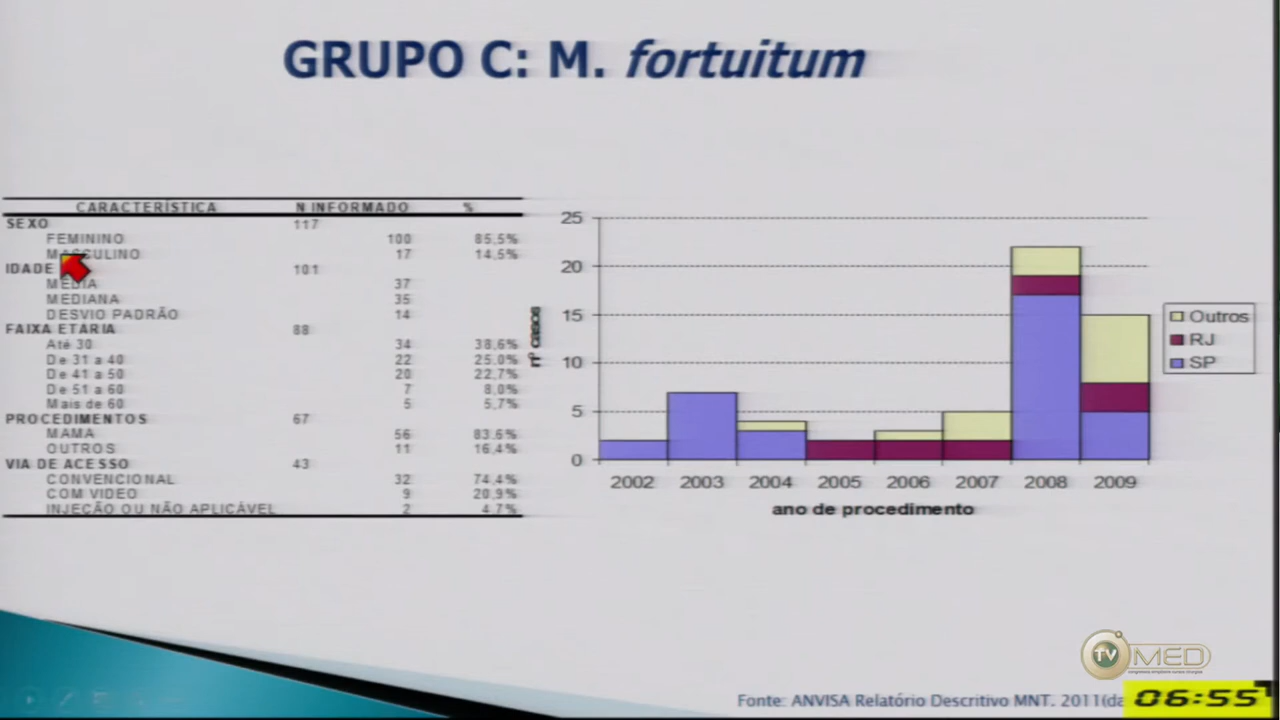 GRUPO C: M. fortuitum
CARACTERÍSTICA N INFORMADO %
SEXO 117
FEMININO 100 85,5%
MASCULINO 17 14,5%
IDADE 101
MÉDIA 37
MEDIANA 35
DESVIO PADRÃO 14
FAIXA ETÁRIA 88
Até 30 34 38,6%
De 31 a 40 22 25,0%
De 41 a 50 20 22,7%
De 51 a 60 7 8,0%
Mais de 60 5 5,7%
PROCEDIMENTOS 67
MAMA 56 83,6%
OUTROS 11 16,4%
VIA DE ACESSO 43
CONVENCIONAL 32 74,4%
COM VIDEO 9 20,9%
INJEÇÃO OU NÃO APLICÁVEL 2 4,7%
25
20
15
10
5
0
nº casos
2002 2003 2004 2005 2006 2007 2008 2009
ano de procedimento
Outros
RJ
SP
TV MED
Fonte: ANVISA Relatório Descritivo MNT. 2011(da
06:55